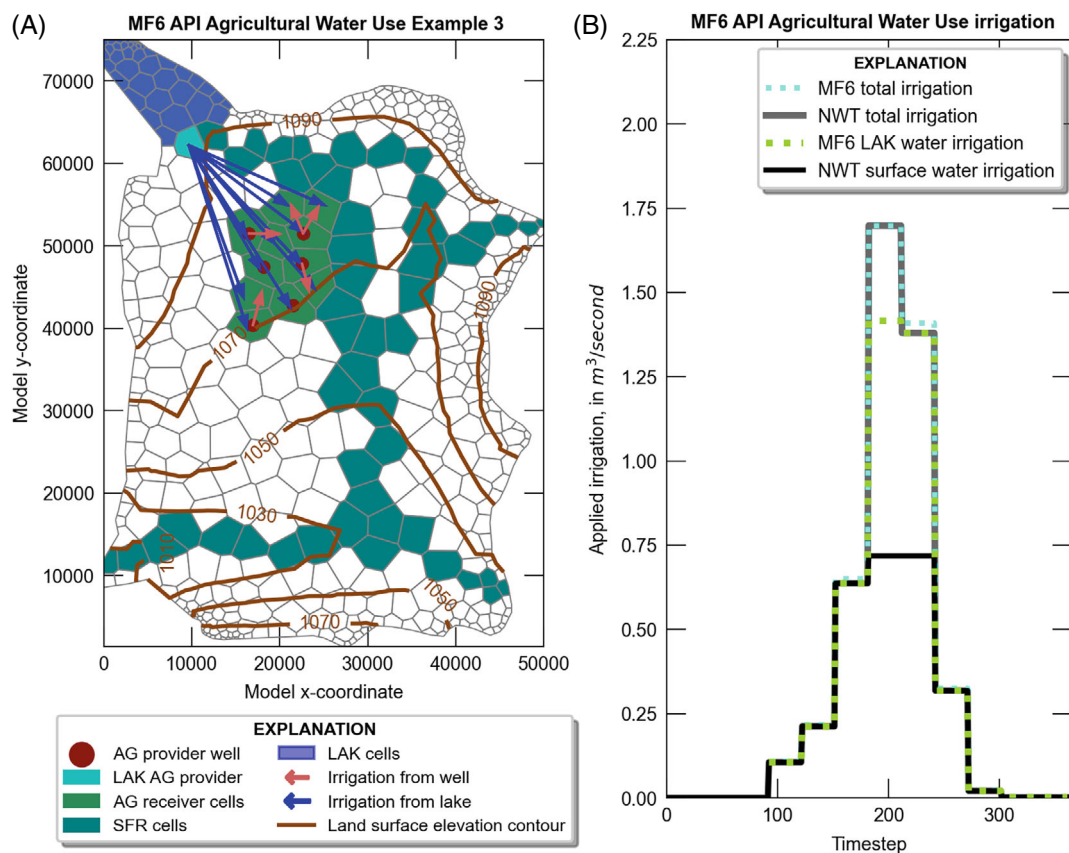 (A)
MF6 API Agricultural Water Use Example 3
70000
60000
50000
40000
30000
20000
10000
Model y-coordinate
1090
1090
1070
1050
1030
1010
1050
1070
0 10000 20000 30000 40000 50000
Model x-coordinate
EXPLANATION
AG provider well
LAK AG provider
AG receiver cells
SFR cells
LAK cells
Irrigation from well
Irrigation from lake
Land surface elevation contour
(B)
MF6 API Agricultural Water Use irrigation
2.25
2.00
1.75
1.50
1.25
1.00
0.75
0.50
0.25
0.00
Applied irrigation, in m³/second
EXPLANATION
MF6 total irrigation
NWT total irrigation
MF6 LAK water irrigation
NWT surface water irrigation
0 100 200 300
Timestep